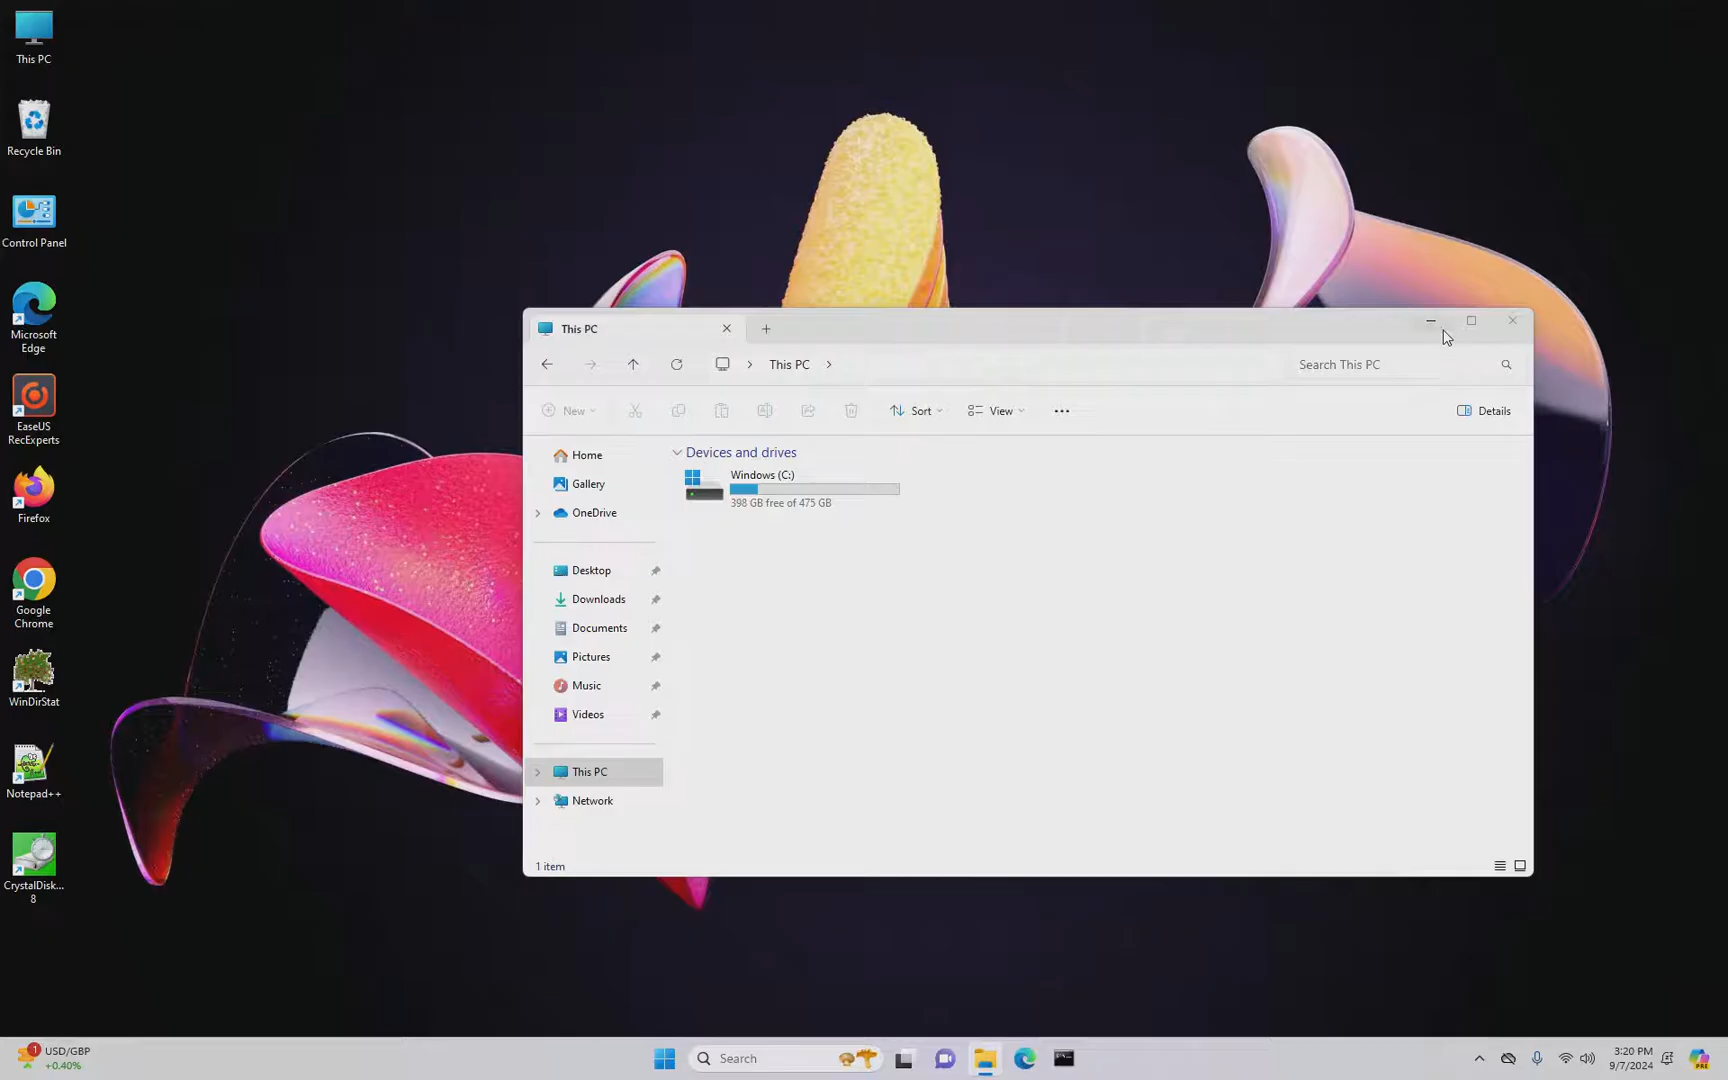 This PC
Recycle Bin
Control Panel
Microsoft
Edge
EaseUS
RecExperts
Firefox
Google
Chrome
WinDirStat
Notepad++
CrystalDisk...
8
This PC
This PC
Search This PC
New
Sort
View
Details
Home
Gallery
OneDrive
Desktop
Downloads
Documents
Pictures
Music
Videos
This PC
Network
Devices and drives
Windows (C:)
398 GB free of 475 GB
1 item
1
USD/GBP
+0.40%
Search
3:20 PM
9/7/2024
PRE